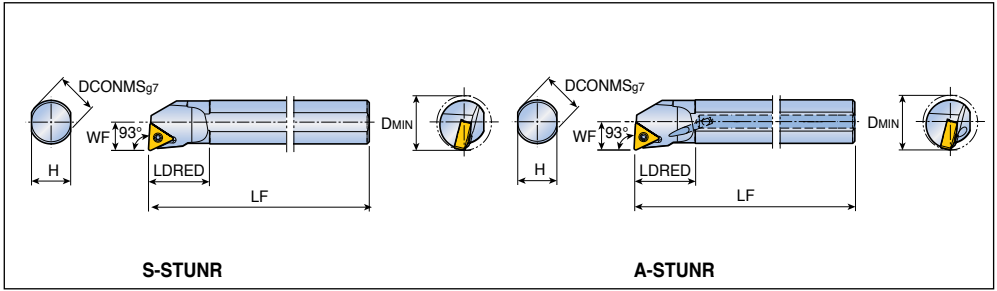 DCONMSg7
WF
93°
H
LDRED
LF
DMIN
S-STUNR
DCONMSg7
WF
93°
H
LDRED
LF
DMIN
A-STUNR